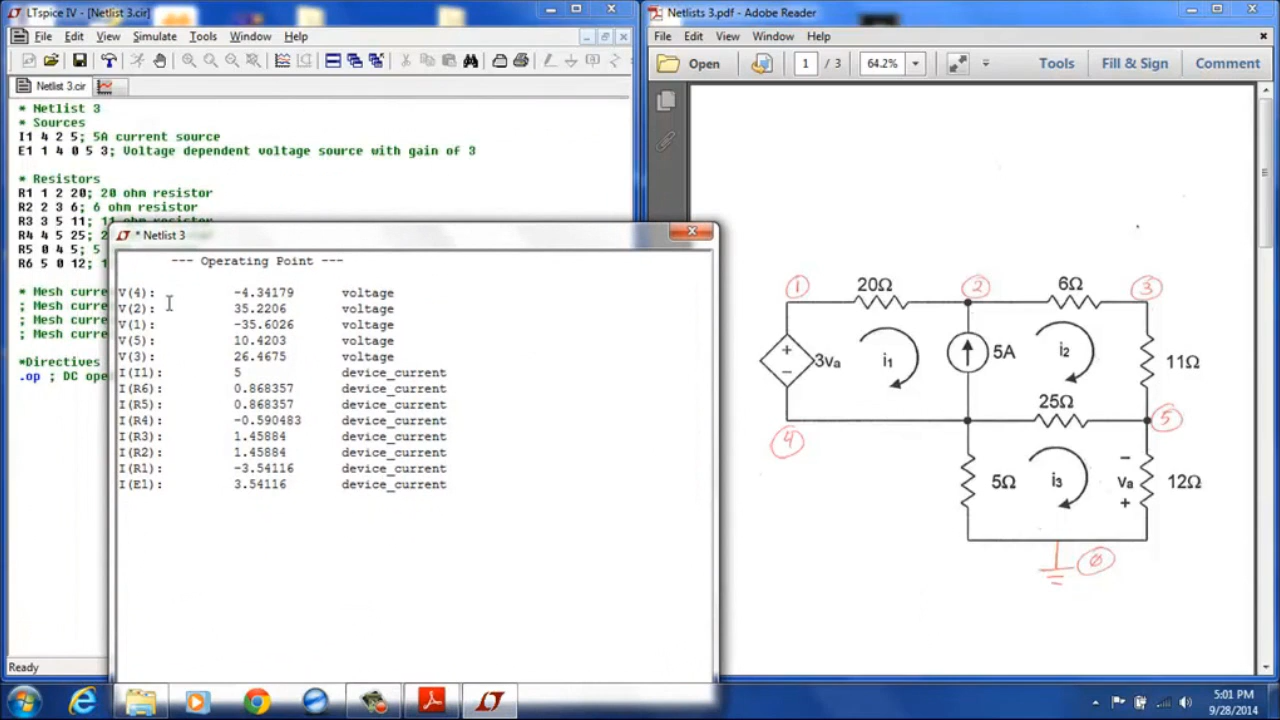 LTspice IV - [Netlist 3.cir]
File Edit View Simulate Tools Window Help
Netlist 3.cir
* Netlist 3
* Sources
I1 4 2 5; 5A current source
E1 1 4 0 5 3; Voltage dependent voltage source with gain of 3
* Resistors
R1 1 2 20; 20 ohm resistor
R2 2 3 6; 6 ohm resistor
R3 3 5 11; 11 ohm resistor
R4 4 5 25; 2
R5 0 4 5; 5
R6 5 0 12; 1
* Mesh curre
; Mesh curre
; Mesh curre
; Mesh curre
*Directives
.op ; DC ope
Ready
* Netlist 3
--- Operating Point ---
V(4): -4.34179 voltage
V(2): 35.2206 voltage
V(1): -35.6026 voltage
V(5): 10.4203 voltage
V(3): 26.4675 voltage
I(I1): 5 device_current
I(R6): 0.868357 device_current
I(R5): 0.868357 device_current
I(R4): -0.590483 device_current
I(R3): 1.45884 device_current
I(R2): 1.45884 device_current
I(R1): -3.54116 device_current
I(E1): 3.54116 device_current
Netlists 3.pdf - Adobe Reader
File Edit View Window Help
Open 1 / 3 64.2% Tools Fill & Sign Comment
1 20Ω 2 6Ω 3
+ 3va - i1 5A i2 11Ω
25Ω
4 5
5Ω i3 - va + 12Ω
0
5:01 PM
9/28/2014